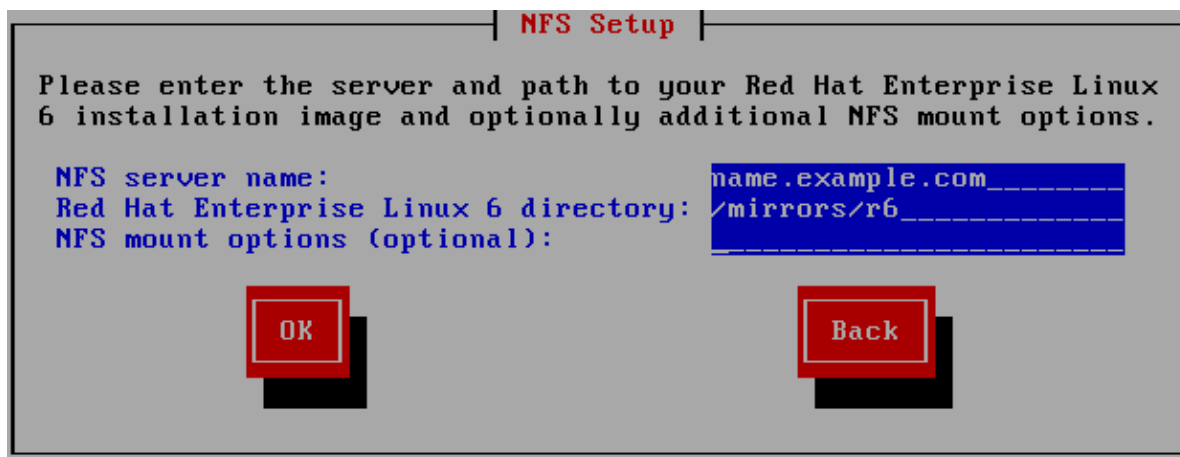 NFS Setup
Please enter the server and path to your Red Hat Enterprise Linux
6 installation image and optionally additional NFS mount options.
NFS server name: name.example.com________
Red Hat Enterprise Linux 6 directory: /mirrors/r6_____________
NFS mount options (optional): ________________________
OK Back